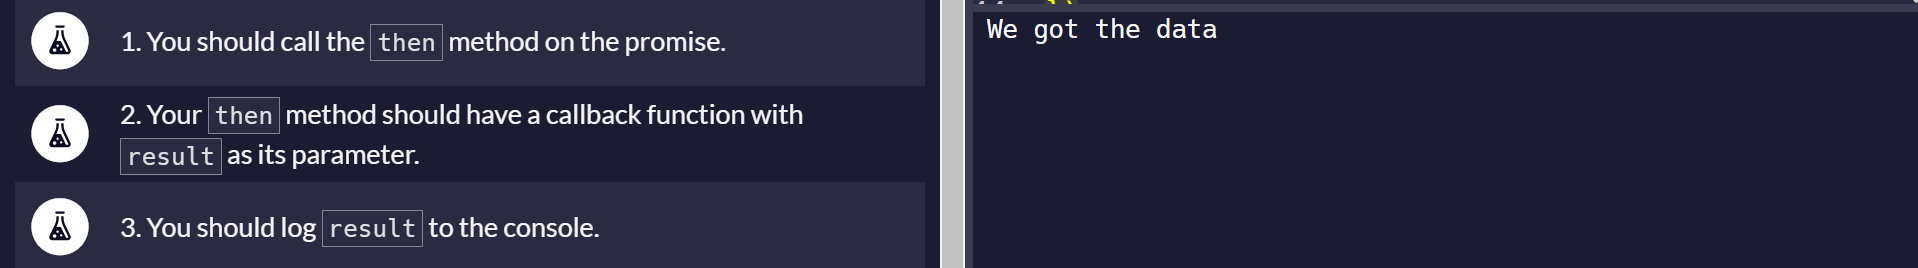 1. You should call the then method on the promise.
2. Your then method should have a callback function with
result as its parameter.
3. You should log result to the console.
We got the data